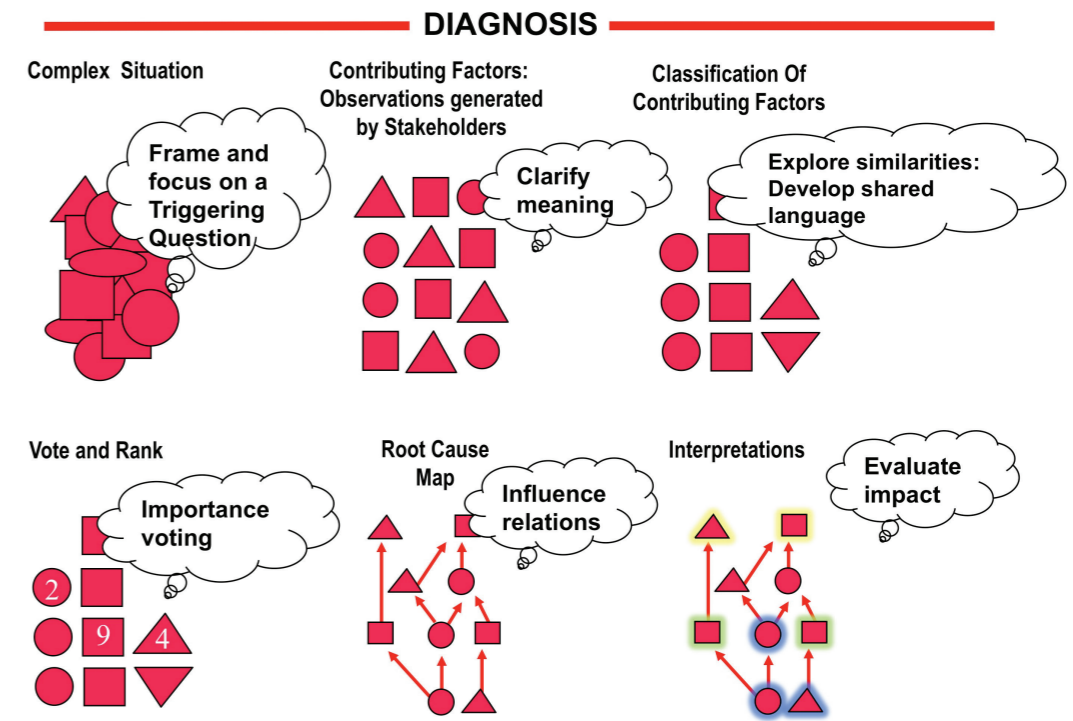 DIAGNOSIS
Complex Situation
Frame and
focus on a
Triggering
Question
Contributing Factors:
Observations generated
by Stakeholders
Clarify
meaning
Classification Of
Contributing Factors
Explore similarities:
Develop shared
language
Vote and Rank
Importance
voting
2
9
4
Root Cause
Map
Influence
relations
Interpretations
Evaluate
impact